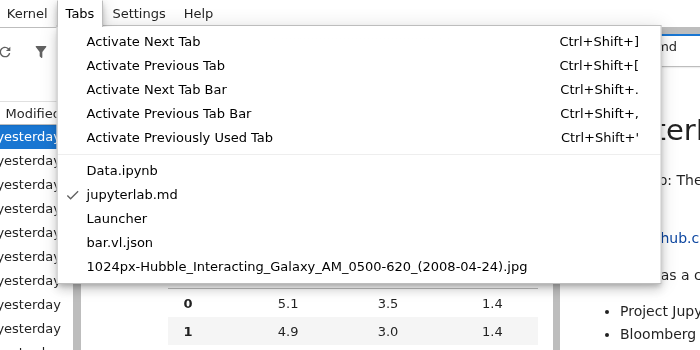 Kernel Tabs Settings Help
Activate Next Tab Ctrl+Shift+]
Activate Previous Tab Ctrl+Shift+[
Activate Next Tab Bar Ctrl+Shift+.
Activate Previous Tab Bar Ctrl+Shift+,
Activate Previously Used Tab Ctrl+Shift+'
Data.ipynb
jupyterlab.md
Launcher
bar.vl.json
1024px-Hubble_Interacting_Galaxy_AM_0500-620_(2008-04-24).jpg
0 5.1 3.5 1.4
1 4.9 3.0 1.4
yesterday
yesterday
yesterday
yesterday
yesterday
yesterday
yesterday
yesterday
yesterday
md
b: The
hub.c
as a c
• Project Jupy
• Bloomberg